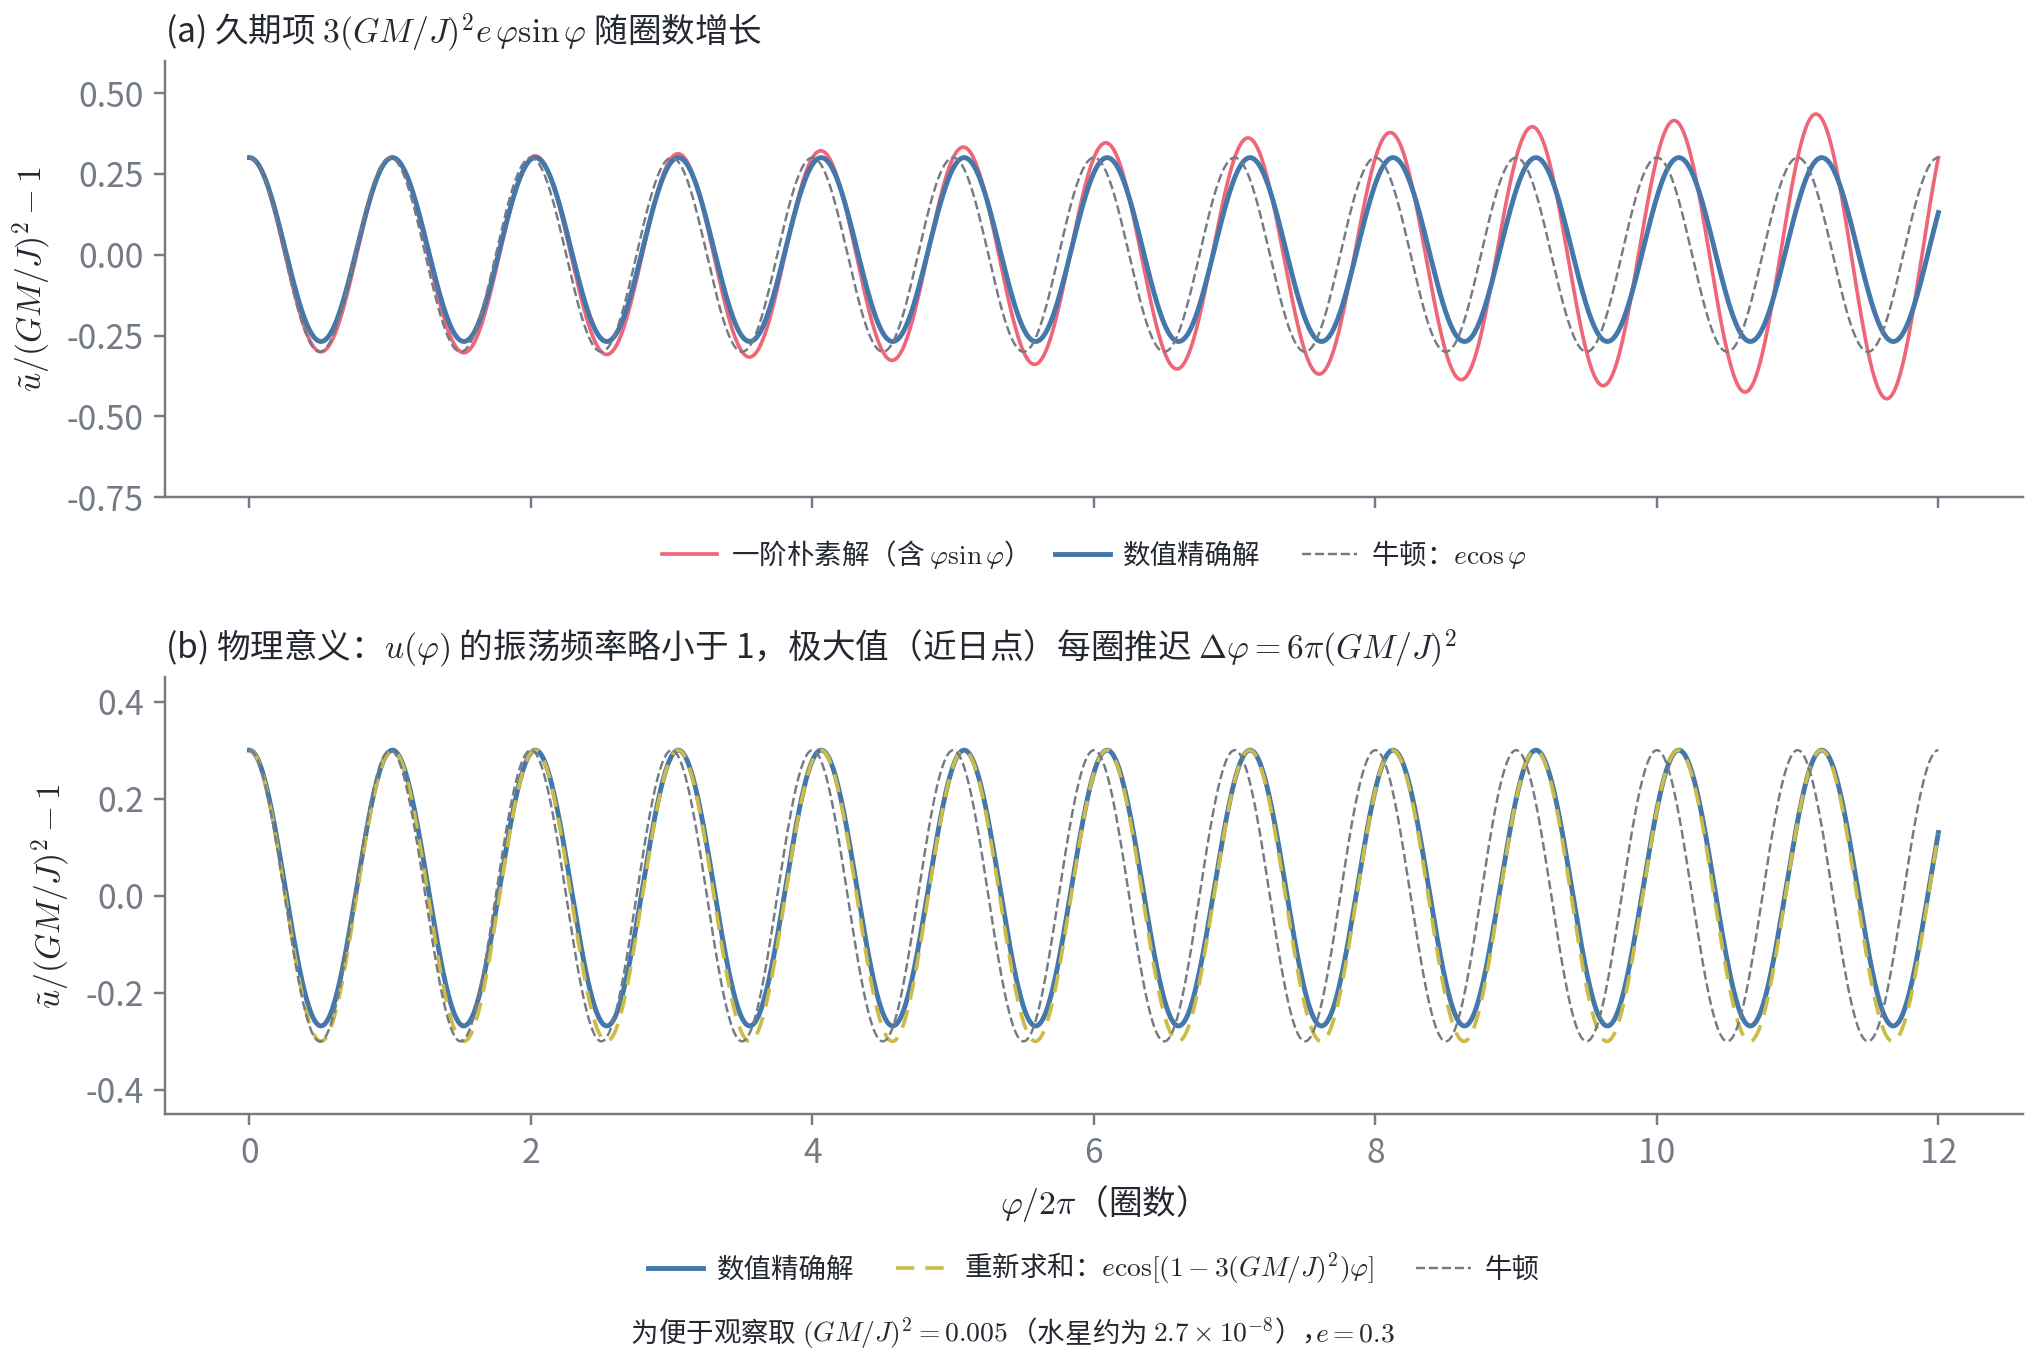 (a) 久期项 3(GM/J)²e φ sin φ 随圈数增长
0.50
0.25
0.00
-0.25
-0.50
-0.75
ũ/(GM/J)² − 1
一阶朴素解（含 φ sin φ）
数值精确解
牛顿：e cos φ
(b) 物理意义：u(φ) 的振荡频率略小于 1，极大值（近日点）每圈推迟 Δφ = 6π(GM/J)²
0.4
0.2
0.0
-0.2
-0.4
ũ/(GM/J)² − 1
0 2 4 6 8 10 12
φ/2π（圈数）
数值精确解
重新求和：e cos[(1 − 3(GM/J)²)φ]
牛顿
为便于观察取 (GM/J)² = 0.005（水星约为 2.7 × 10⁻⁸），e = 0.3